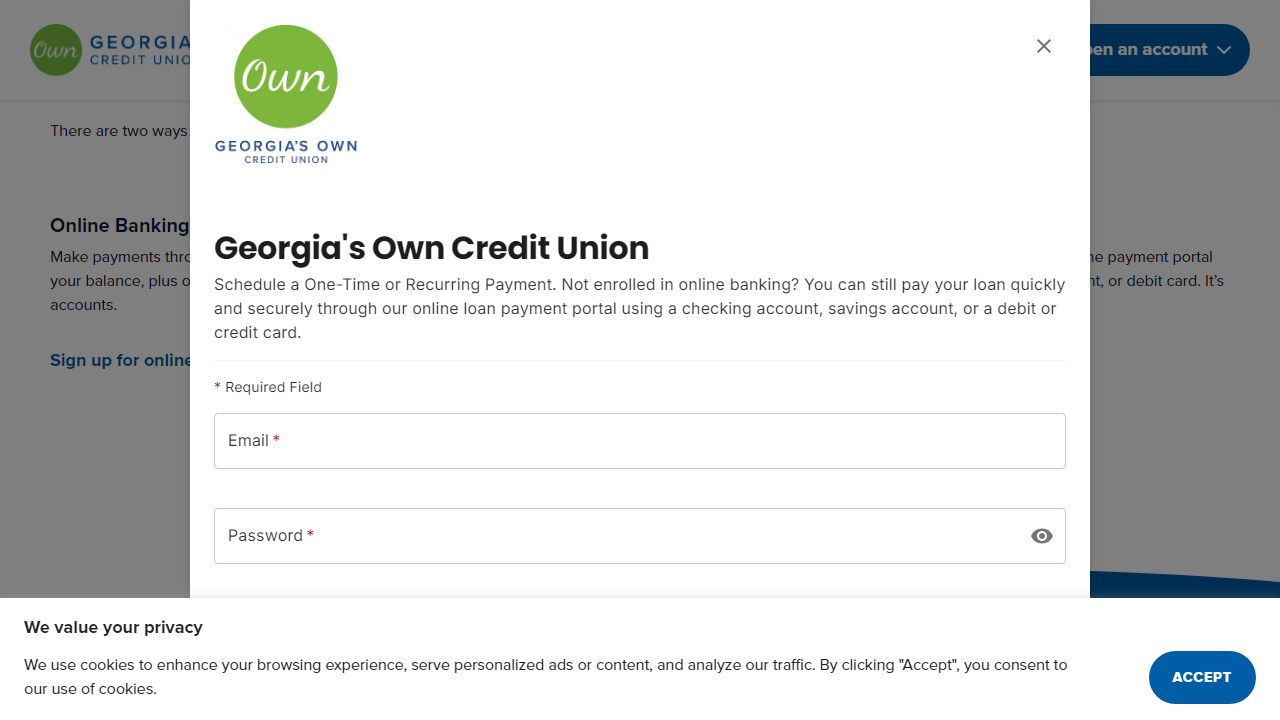 Own
GEORGIA
CREDIT UNIO
en an account
There are two ways
Online Banking
Make payments thro
your balance, plus o
accounts.
Sign up for online
e payment portal
nt, or debit card. It's
Own
GEORGIA'S OWN
CREDIT UNION
Georgia's Own Credit Union
Schedule a One-Time or Recurring Payment. Not enrolled in online banking? You can still pay your loan quickly
and securely through our online loan payment portal using a checking account, savings account, or a debit or
credit card.
* Required Field
Email *
Password *
We value your privacy
We use cookies to enhance your browsing experience, serve personalized ads or content, and analyze our traffic. By clicking "Accept", you consent to
our use of cookies.
ACCEPT